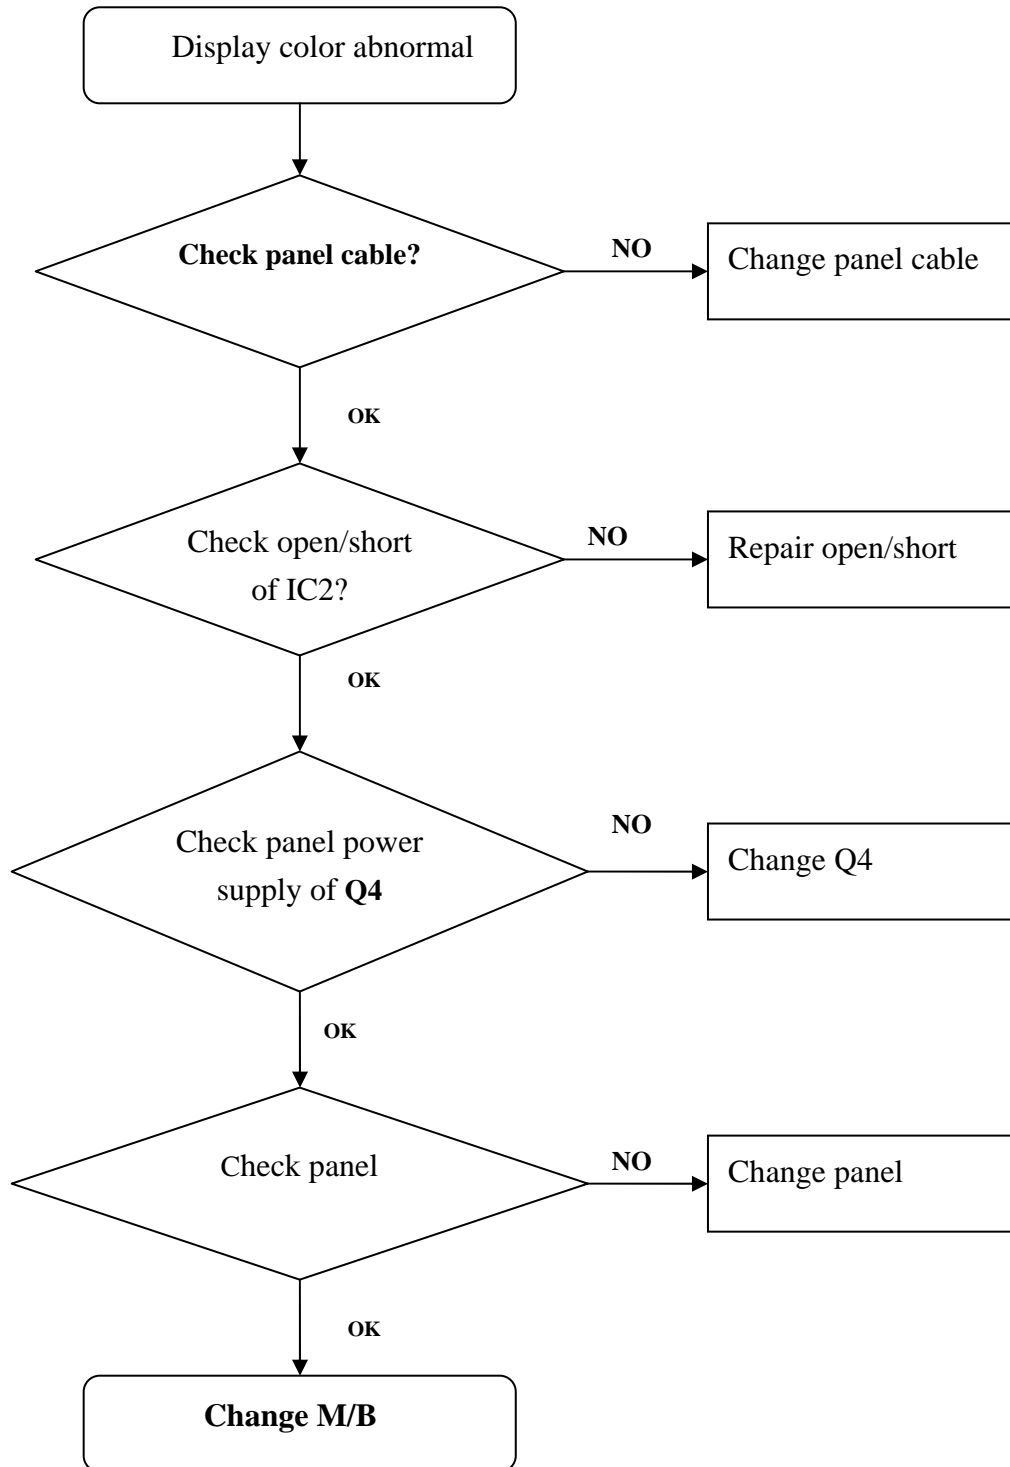 Display color abnormal
Check panel cable?
NO
Change panel cable
OK
Check open/short
of IC2?
NO
Repair open/short
OK
Check panel power
supply of Q4
NO
Change Q4
OK
Check panel
NO
Change panel
OK
Change M/B